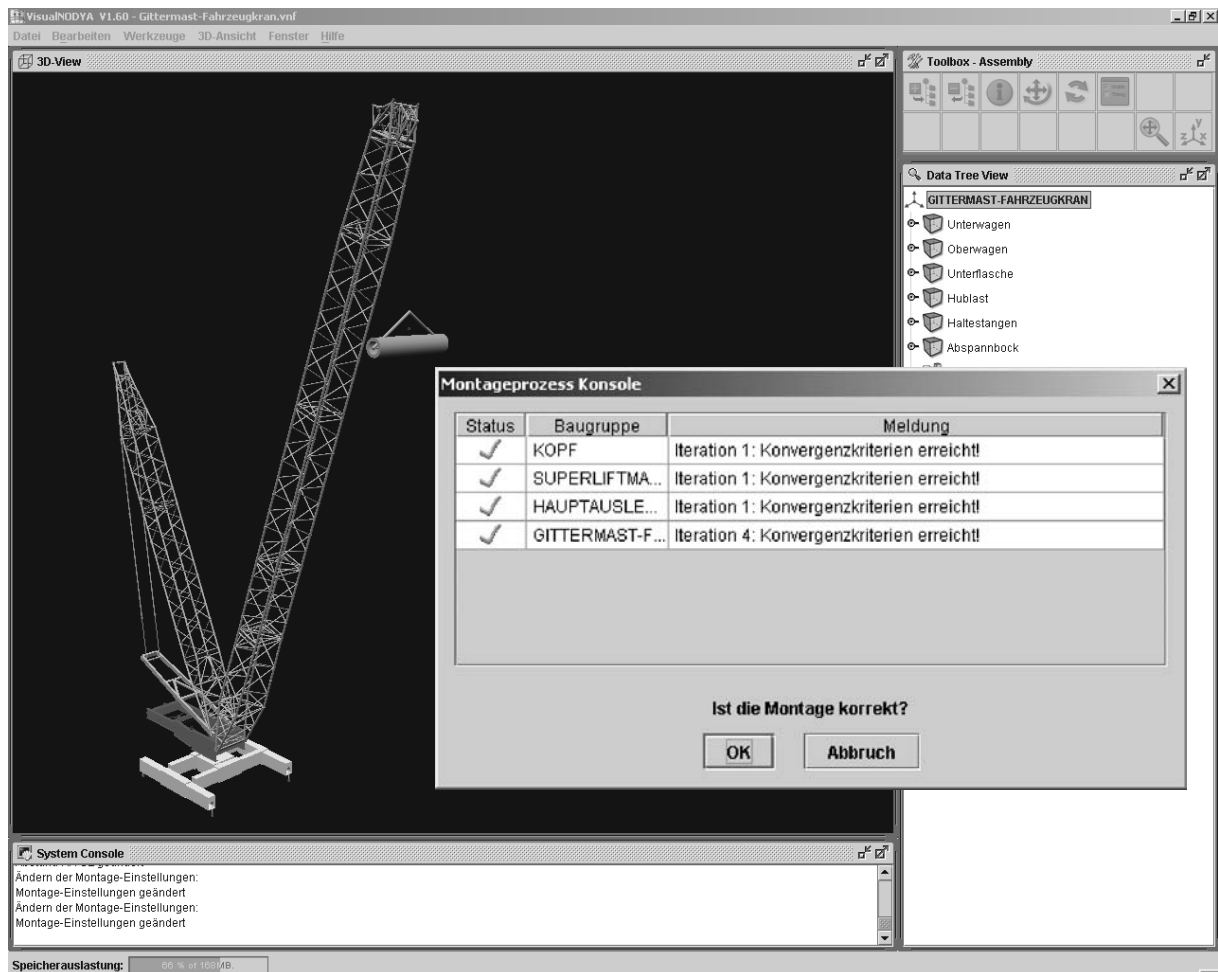 VisualNODYA V1.60 - Gittermast-Fahrzeugkran.vnf
Datei Bearbeiten Werkzeuge 3D-Ansicht Fenster Hilfe
3D-View
Toolbox - Assembly
Data Tree View
GITTERMAST-FAHRZEUGKRAN
Unterwagen
Oberwagen
Unterflasche
Hublast
Haltestangen
Abspannbock
Montageprozess Konsole
Status Baugruppe Meldung
KOPF Iteration 1: Konvergenzkriterien erreicht!
SUPERLIFTMA... Iteration 1: Konvergenzkriterien erreicht!
HAUPTAUSLE... Iteration 1: Konvergenzkriterien erreicht!
GITTERMAST-F... Iteration 4: Konvergenzkriterien erreicht!
Ist die Montage korrekt?
OK Abbruch
System Console
Ändern der Montage-Einstellungen:
Montage-Einstellungen geändert
Ändern der Montage-Einstellungen:
Montage-Einstellungen geändert
Speicherauslastung: 66 % of 168MB.